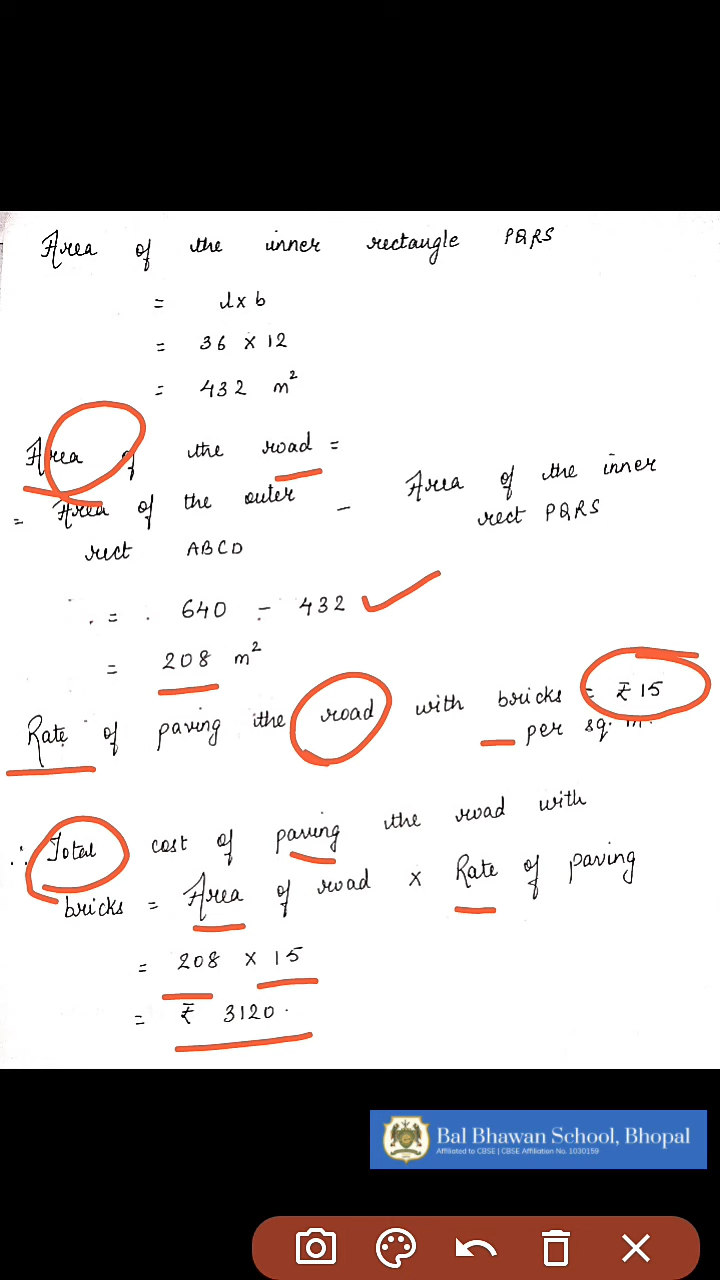 Area of the inner rectangle PQRS
= l x b
= 36 x 12
= 432 m²
Area of the road =
= Area of the outer rect ABCD - Area of the inner rect PQRS
∴ = 640 - 432
= 208 m²
Rate of paving the road with bricks = ₹ 15 per sq. m.
∴ Total cost of paving the road with
bricks = Area of road x Rate of paving
= 208 x 15
= ₹ 3120.
Bal Bhawan School, Bhopal
Affiliated to CBSE | CBSE Affiliation No. 1030159